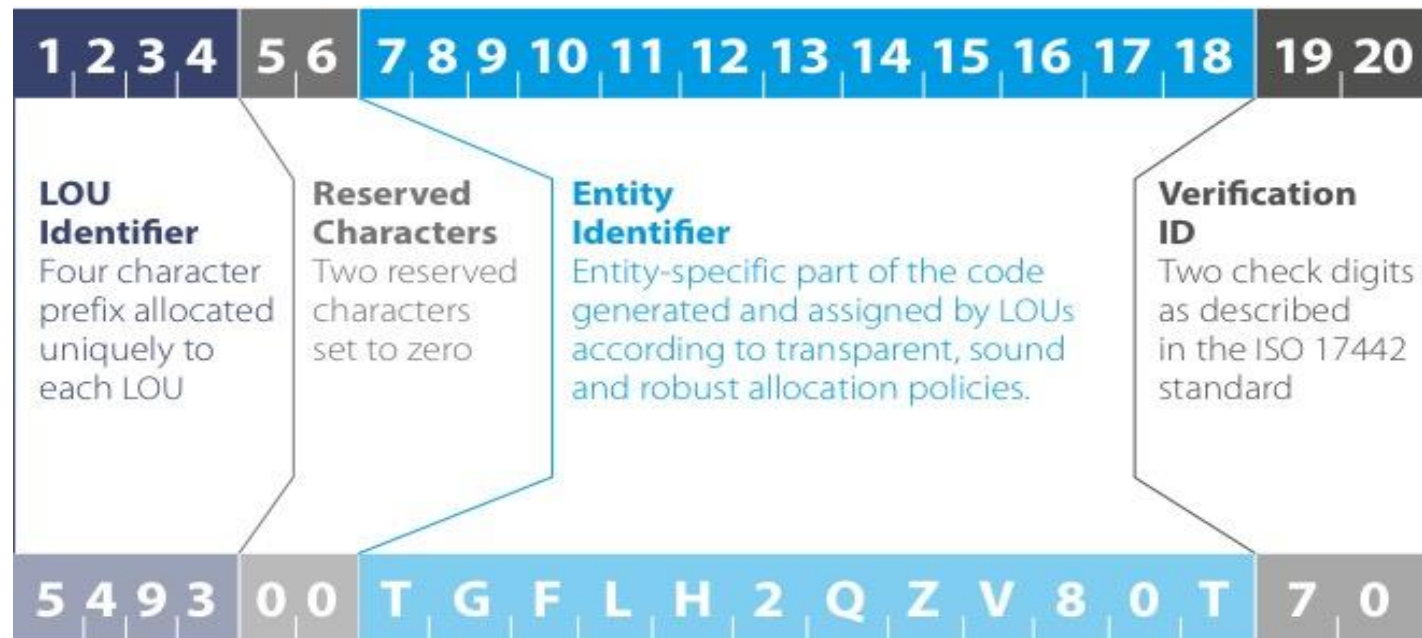 1 2 3 4 5 6 7 8 9 10 11 12 13 14 15 16 17 18 19 20
LOU
Identifier
Four character
prefix allocated
uniquely to
each LOU
Reserved
Characters
Two reserved
characters
set to zero
Entity
Identifier
Entity-specific part of the code
generated and assigned by LOUs
according to transparent, sound
and robust allocation policies.
Verification
ID
Two check digits
as described
in the ISO 17442
standard
5 4 9 3 0 0 T G F L H 2 Q Z V 8 0 T 7 0